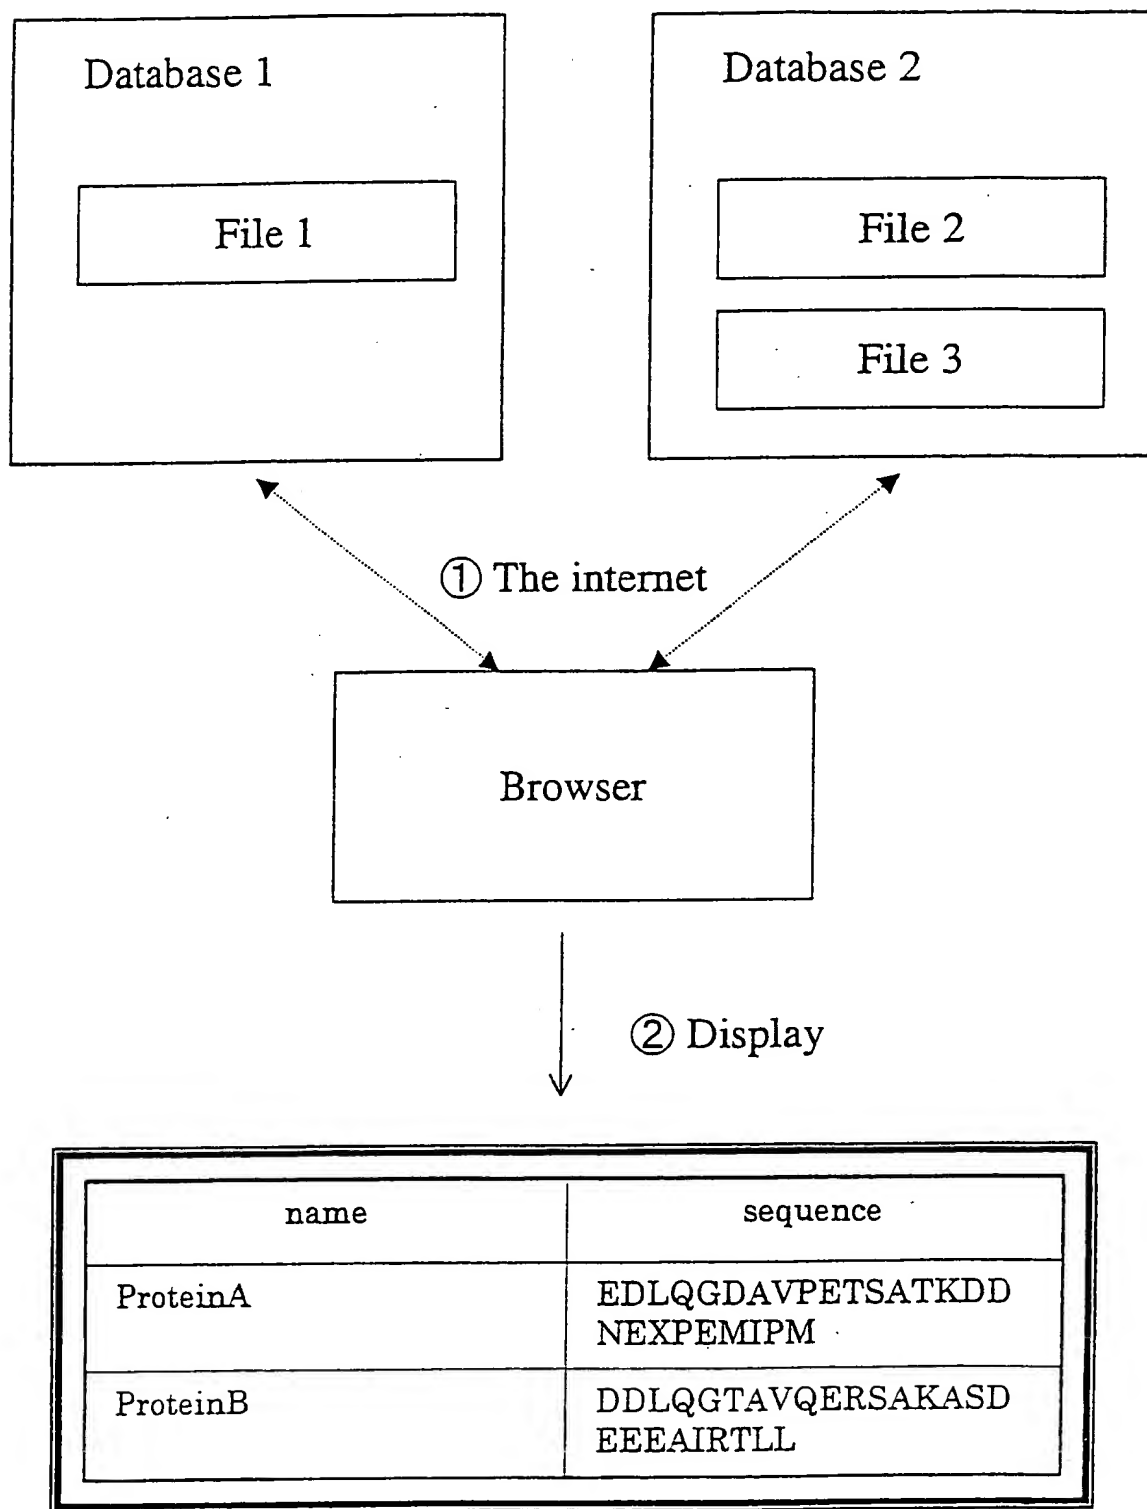 Database 1
Database 2
File 1
File 2
File 3
① The internet
Browser
② Display
name
sequence
ProteinA
EDLQGDAVPETSATKDD
NEXPEMIPM
ProteinB
DDLQGTAVQERSAKASD
EEEAIRTLL